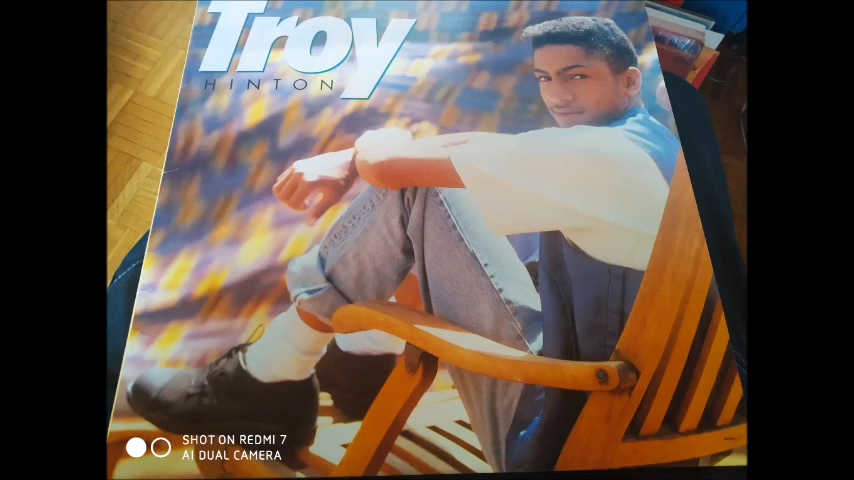 Troy
HINTON
SHOT ON REDMI 7
AI DUAL CAMERA